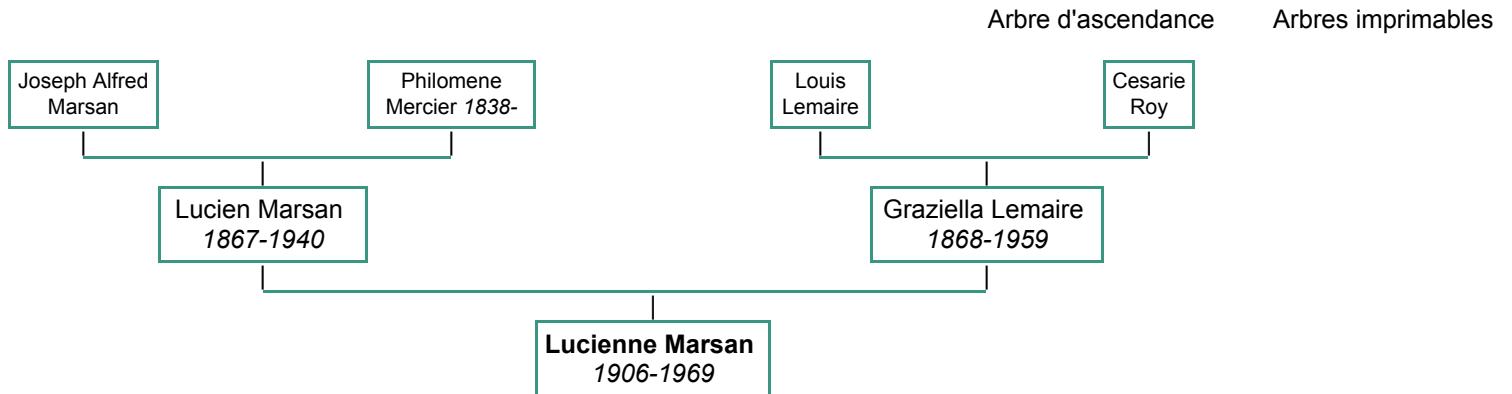 Arbre d'ascendance Arbres imprimables
Joseph Alfred
Marsan
Philomene
Mercier 1838-
Louis
Lemaire
Cesarie
Roy
Lucien Marsan
1867-1940
Graziella Lemaire
1868-1959
Lucienne Marsan
1906-1969